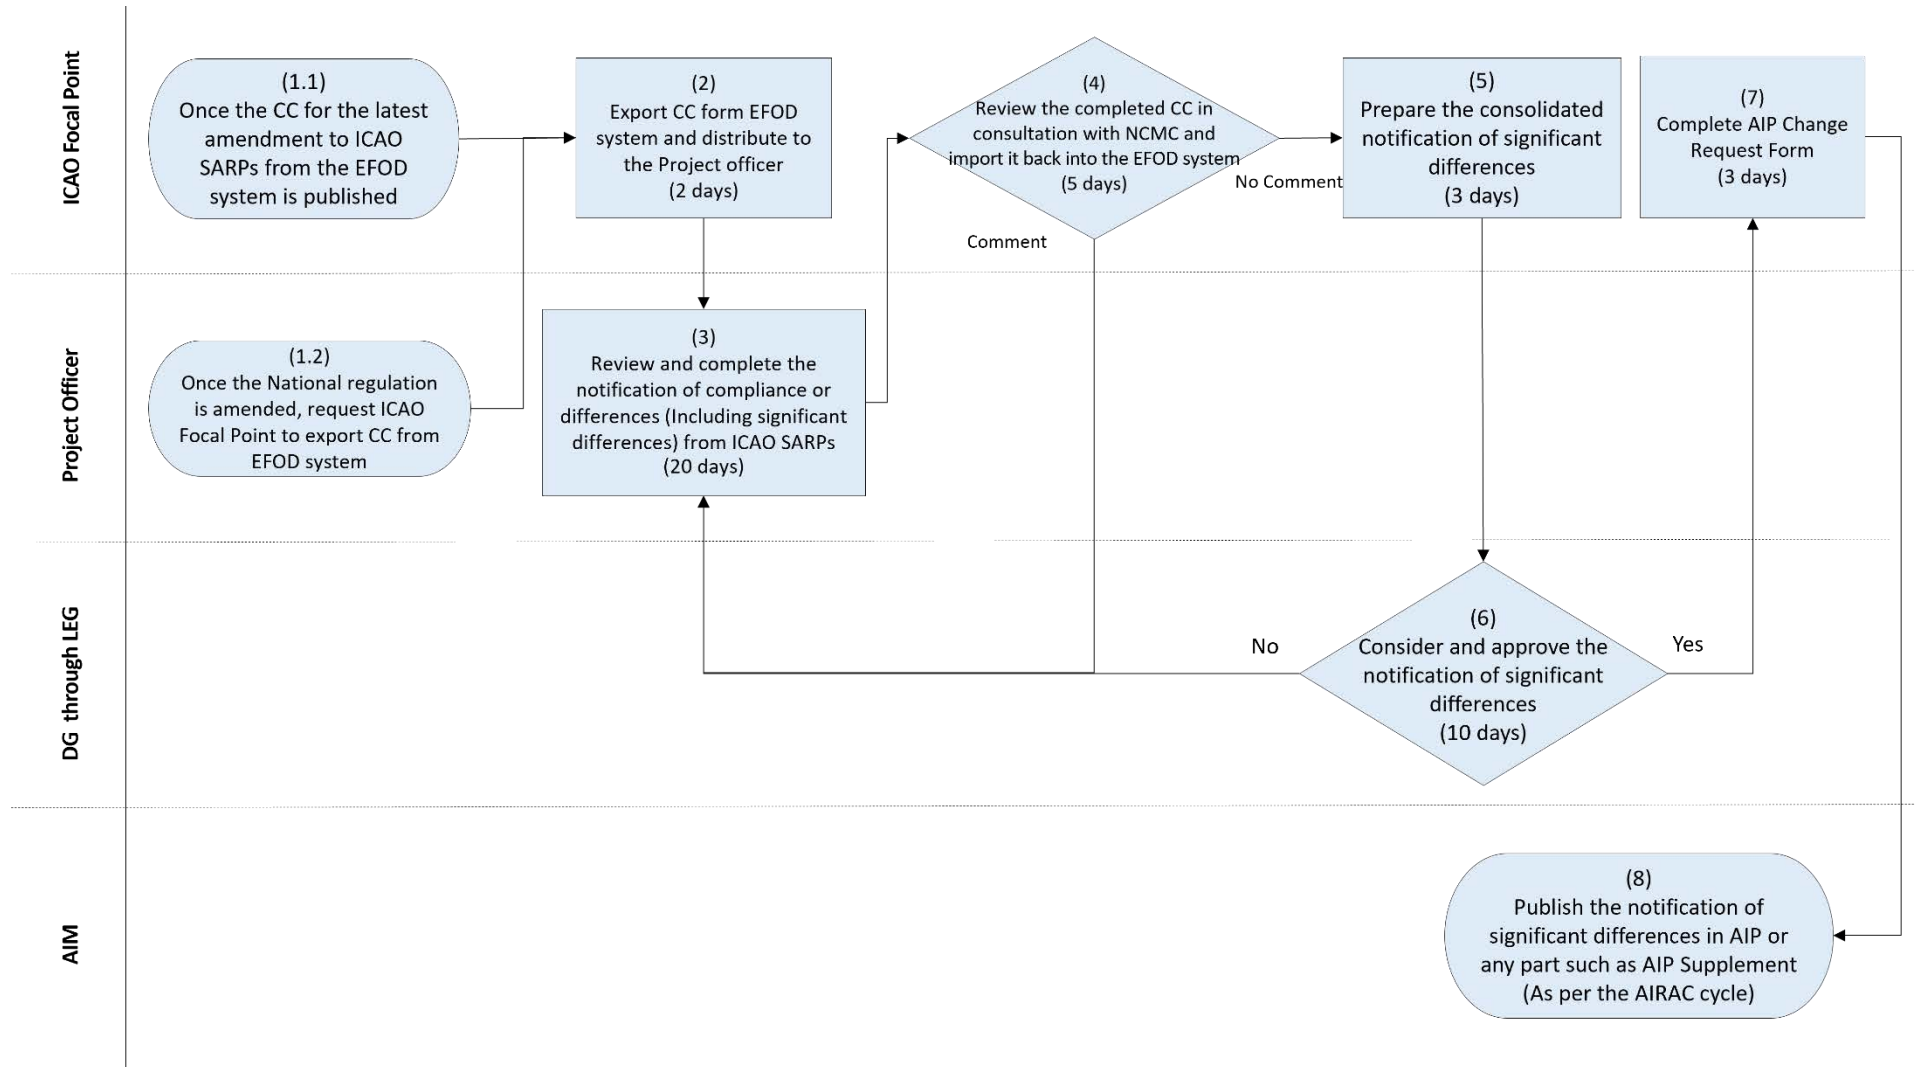 ICAO Focal Point
(1.1)
Once the CC for the latest
amendment to ICAO
SARPs from the EFOD
system is published
(2)
Export CC form EFOD
system and distribute to
the Project officer
(2 days)
(4)
Review the completed CC in
consultation with NCMC and
import it back into the EFOD system
(5 days)
No Comment
Comment
(5)
Prepare the consolidated
notification of significant
differences
(3 days)
(7)
Complete AIP Change
Request Form
(3 days)
Project Officer
(1.2)
Once the National regulation
is amended, request ICAO
Focal Point to export CC from
EFOD system
(3)
Review and complete the
notification of compliance or
differences (Including significant
differences) from ICAO SARPs
(20 days)
DG through LEG
No
(6)
Consider and approve the
notification of significant
differences
(10 days)
Yes
AIM
(8)
Publish the notification of
significant differences in AIP or
any part such as AIP Supplement
(As per the AIRAC cycle)